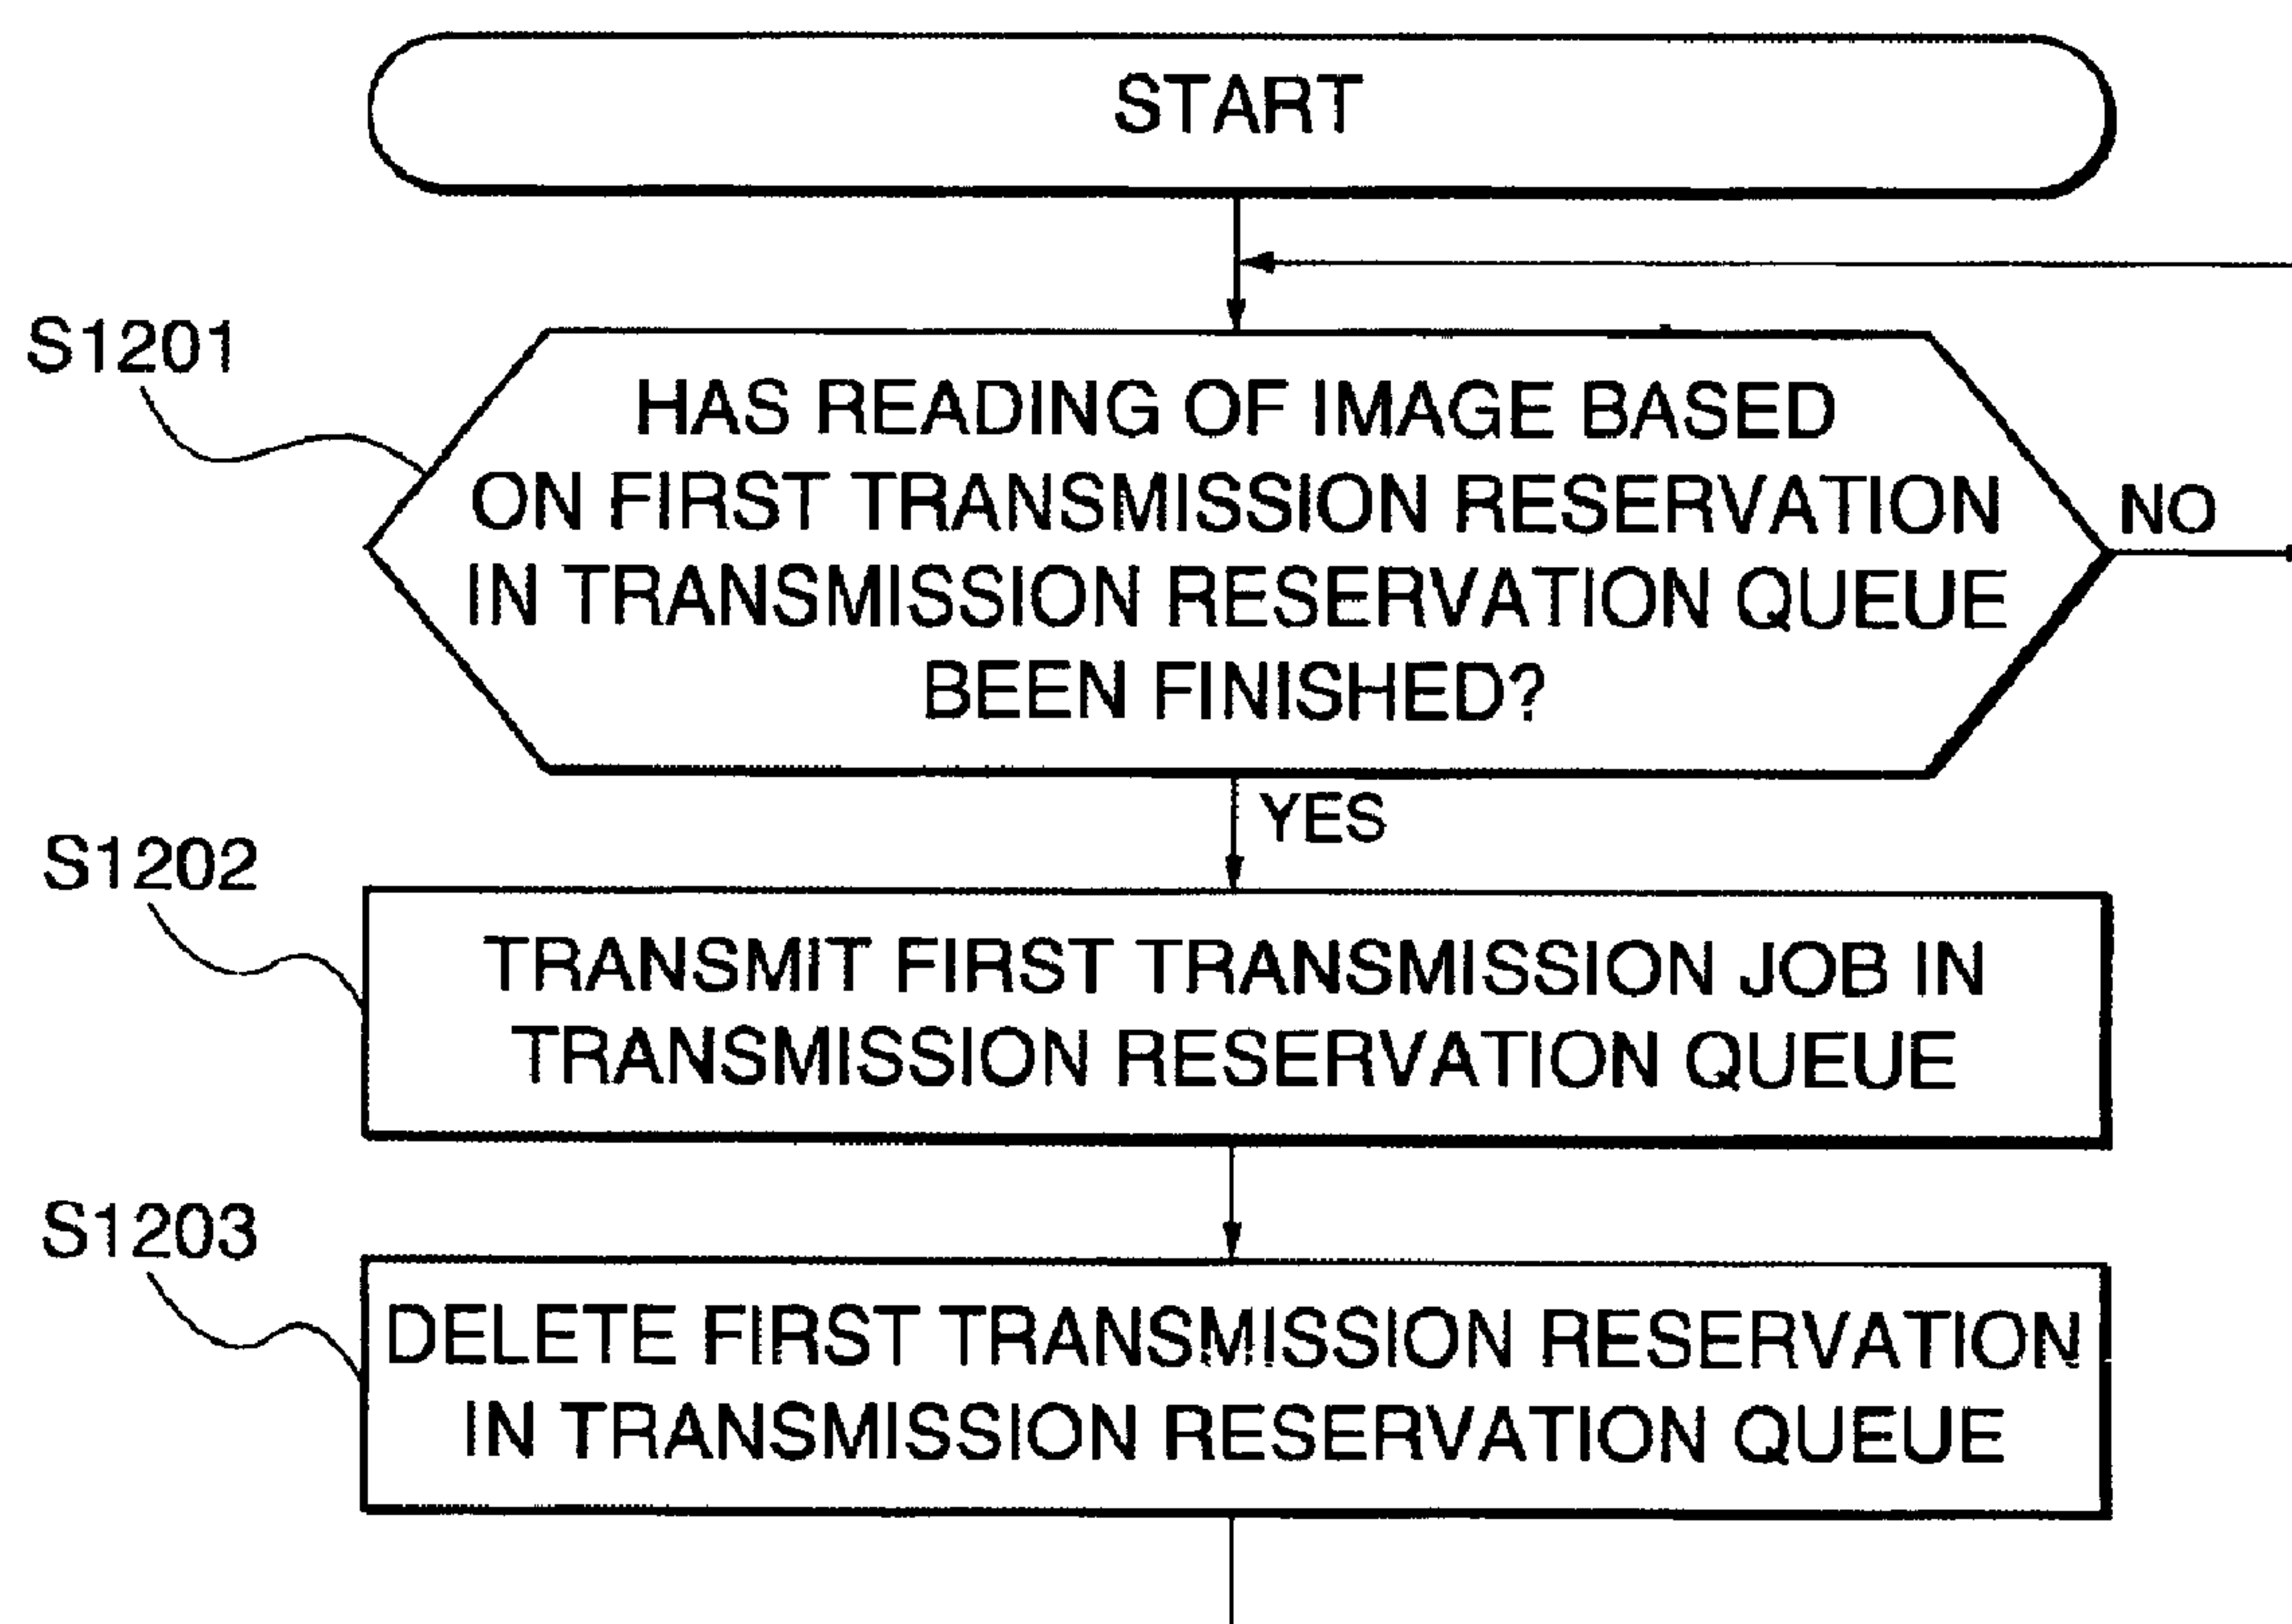 START
S1201
HAS READING OF IMAGE BASED
ON FIRST TRANSMISSION RESERVATION
IN TRANSMISSION RESERVATION QUEUE
BEEN FINISHED?
NO
YES
S1202
TRANSMIT FIRST TRANSMISSION JOB IN
TRANSMISSION RESERVATION QUEUE
S1203
DELETE FIRST TRANSMISSION RESERVATION
IN TRANSMISSION RESERVATION QUEUE